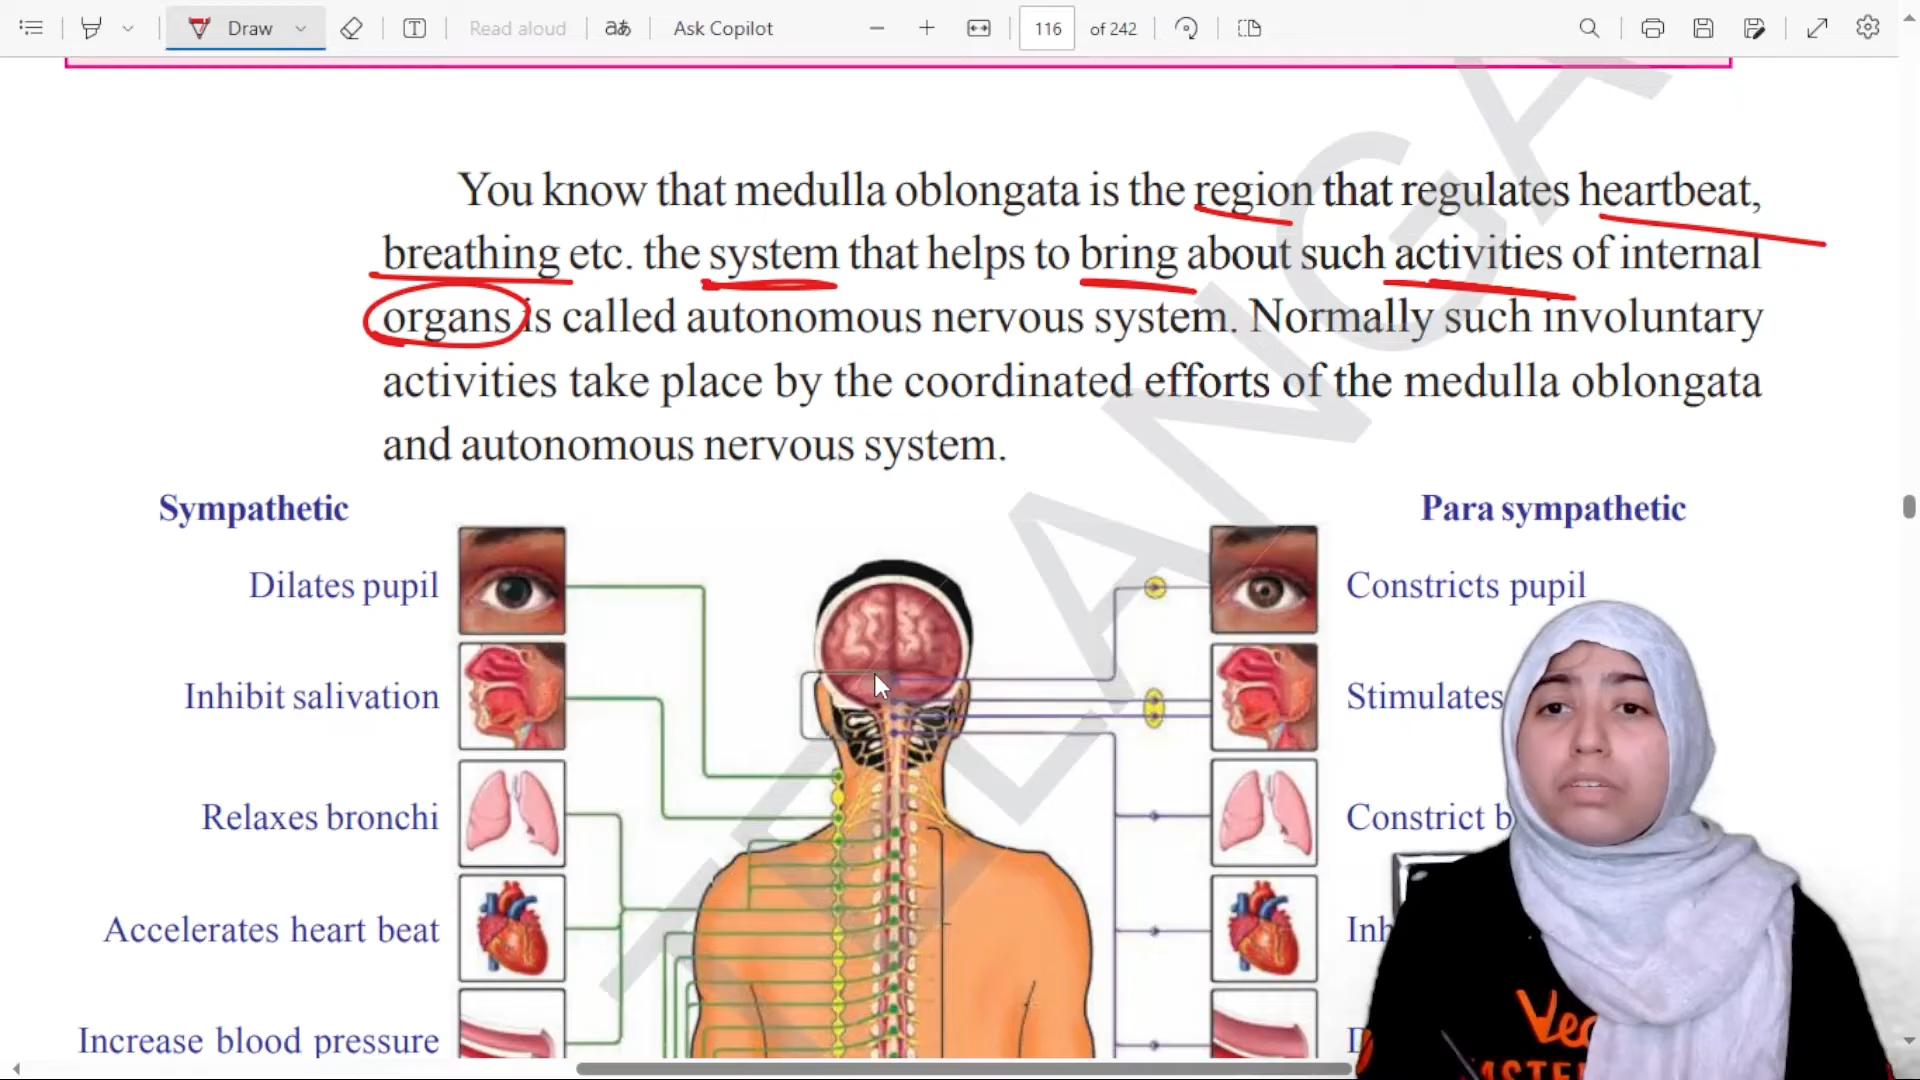 Draw
Read aloud
aあ
Ask Copilot
116
of 242
You know that medulla oblongata is the region that regulates heartbeat,
breathing etc. the system that helps to bring about such activities of internal
organs is called autonomous nervous system. Normally such involuntary
activities take place by the coordinated efforts of the medulla oblongata
and autonomous nervous system.
Sympathetic
Para sympathetic
Dilates pupil
Constricts pupil
Inhibit salivation
Stimulates
Relaxes bronchi
Constrict b
Accelerates heart beat
Inh
Increase blood pressure
D